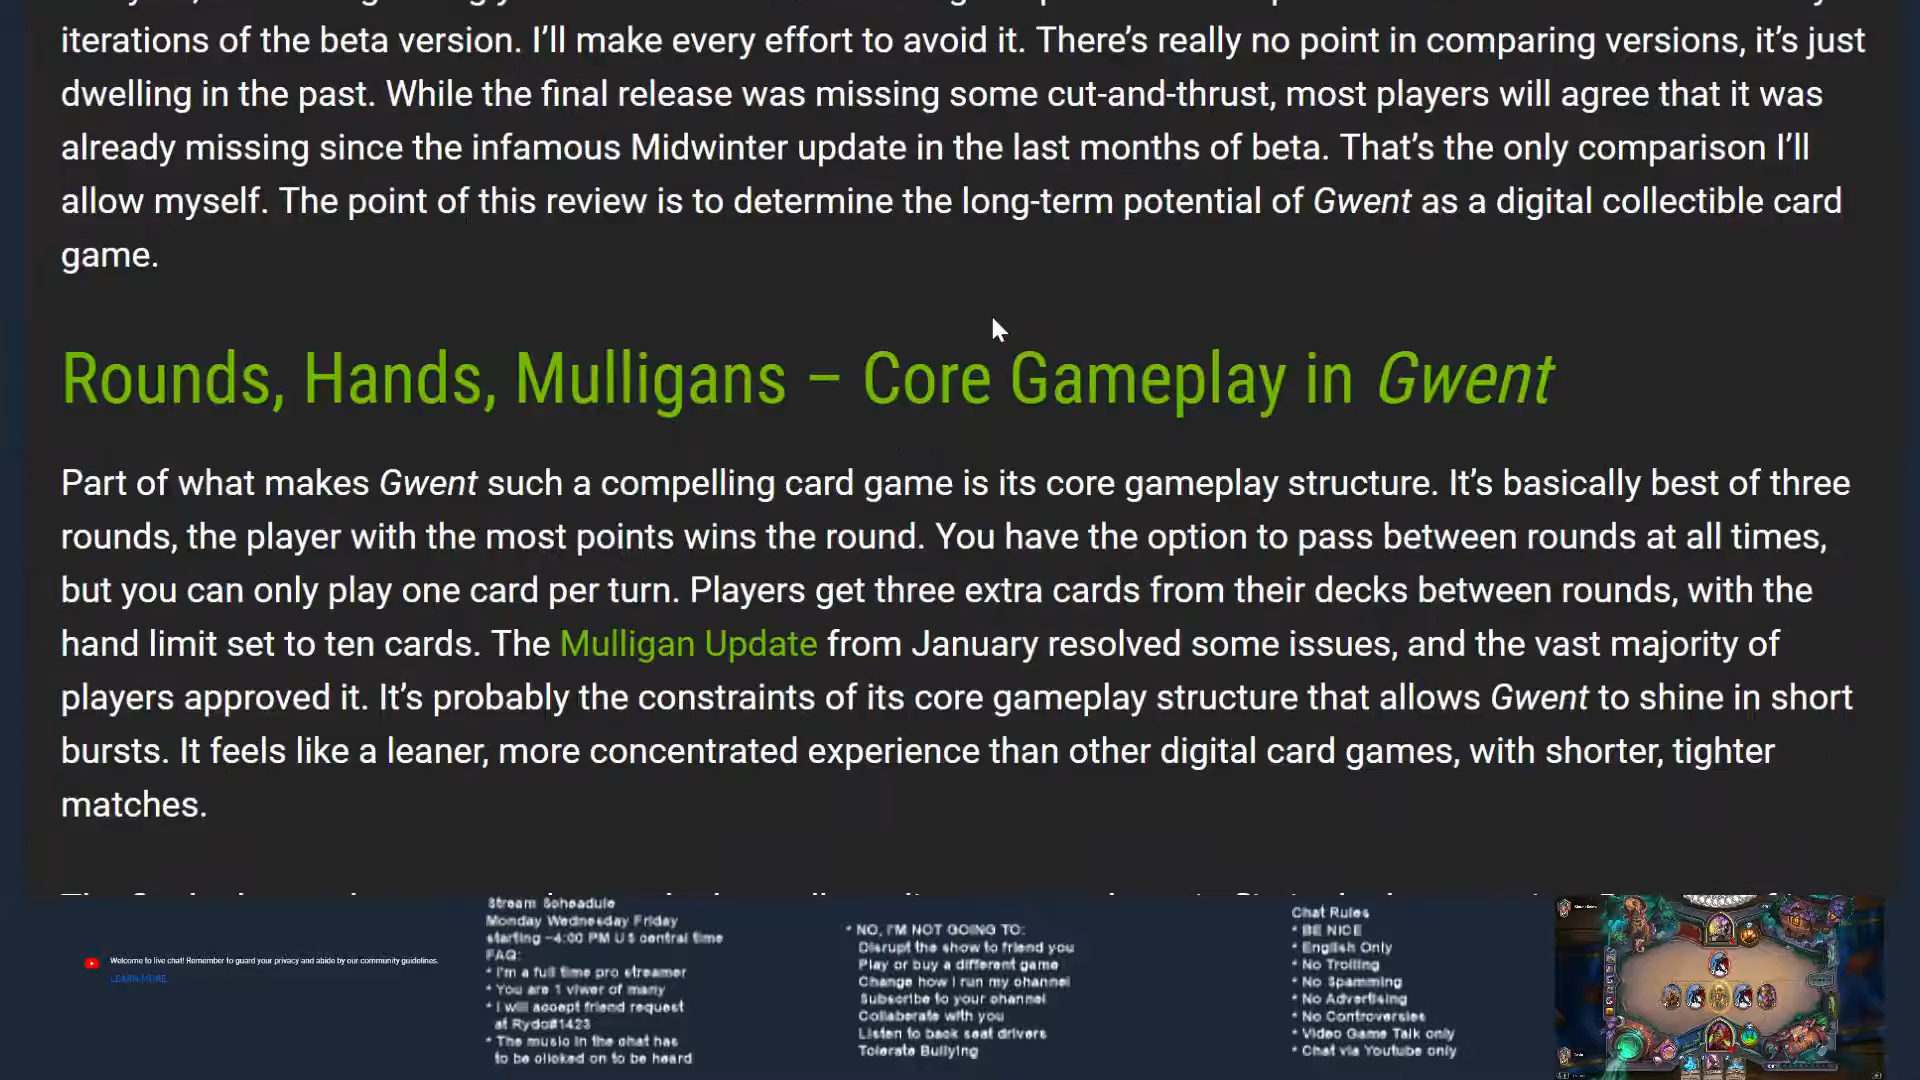 iterations of the beta version. I’ll make every effort to avoid it. There’s really no point in comparing versions, it’s just
dwelling in the past. While the final release was missing some cut-and-thrust, most players will agree that it was
already missing since the infamous Midwinter update in the last months of beta. That’s the only comparison I’ll
allow myself. The point of this review is to determine the long-term potential of Gwent as a digital collectible card
game.
Rounds, Hands, Mulligans – Core Gameplay in Gwent
Part of what makes Gwent such a compelling card game is its core gameplay structure. It’s basically best of three
rounds, the player with the most points wins the round. You have the option to pass between rounds at all times,
but you can only play one card per turn. Players get three extra cards from their decks between rounds, with the
hand limit set to ten cards. The Mulligan Update from January resolved some issues, and the vast majority of
players approved it. It’s probably the constraints of its core gameplay structure that allows Gwent to shine in short
bursts. It feels like a leaner, more concentrated experience than other digital card games, with shorter, tighter
matches.
Welcome to live chat! Remember to guard your privacy and abide by our community guidelines.
LEARN MORE
Stream Scheadule
Monday Wednesday Friday
starting ~4:00 PM US central time
FAQ:
* I'm a full time pro streamer
* You are 1 viwer of many
* I will accept friend request
at Rydo#1423
* The music in the chat has
to be clicked on to be heard
* NO, I'M NOT GOING TO:
Disrupt the show to friend you
Play or buy a different game
Change how I run my channel
Subscribe to your channel
Collaberate with you
Listen to back seat drivers
Tolerate Bullying
Chat Rules
* BE NICE
* English Only
* No Trolling
* No Spamming
* No Advertising
* No Controversies
* Video Game Talk only
* Chat via Youtube only